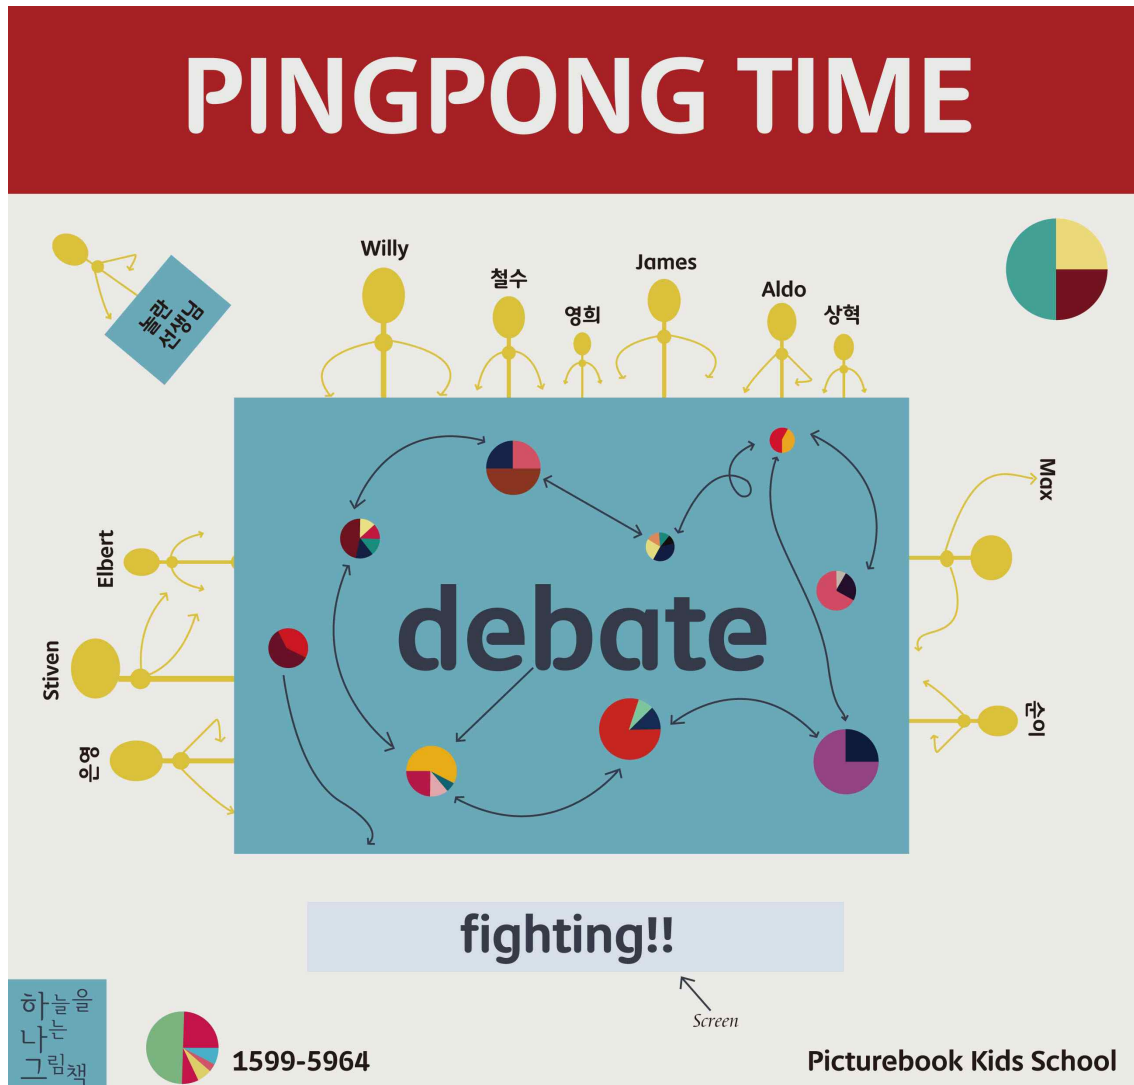 PINGPONG TIME
놀란
선생님
Willy
철수
영희
James
Aldo
상혁
Max
Elbert
Stiven
은영
순이
debate
fighting!!
Screen
하늘을
나는
그림책
1599-5964
Picturebook Kids School